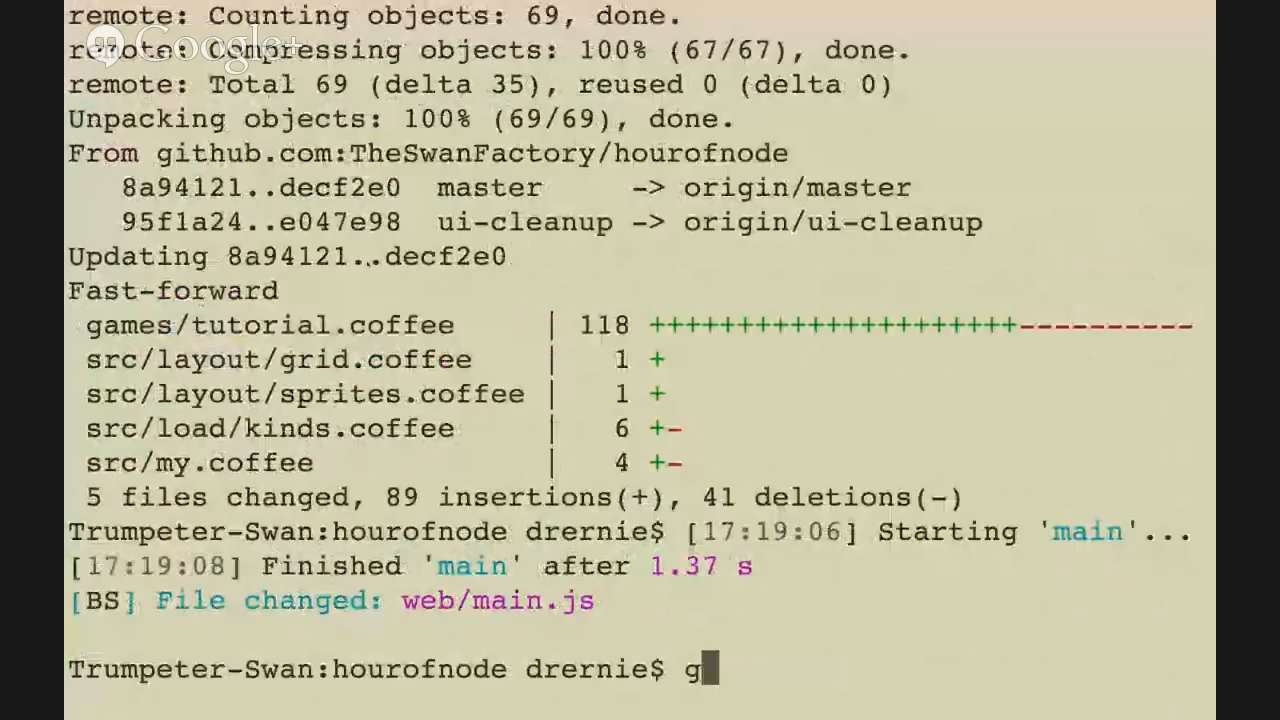 remote: Counting objects: 69, done.
Google+
remote: Compressing objects: 100% (67/67), done.
remote: Total 69 (delta 35), reused 0 (delta 0)
Unpacking objects: 100% (69/69), done.
From github.com:TheSwanFactory/hourofnode
8a94121..decf2e0 master -> origin/master
95f1a24..e047e98 ui-cleanup -> origin/ui-cleanup
Updating 8a94121..decf2e0
Fast-forward
games/tutorial.coffee | 118 +++++++++++++++++++++----------
src/layout/grid.coffee | 1 +
src/layout/sprites.coffee | 1 +
src/load/kinds.coffee | 6 +-
src/my.coffee | 4 +-
5 files changed, 89 insertions(+), 41 deletions(-)
Trumpeter-Swan:hourofnode drernie$ [17:19:06] Starting 'main'...
[17:19:08] Finished 'main' after 1.37 s
[BS] File changed: web/main.js
Trumpeter-Swan:hourofnode drernie$ g